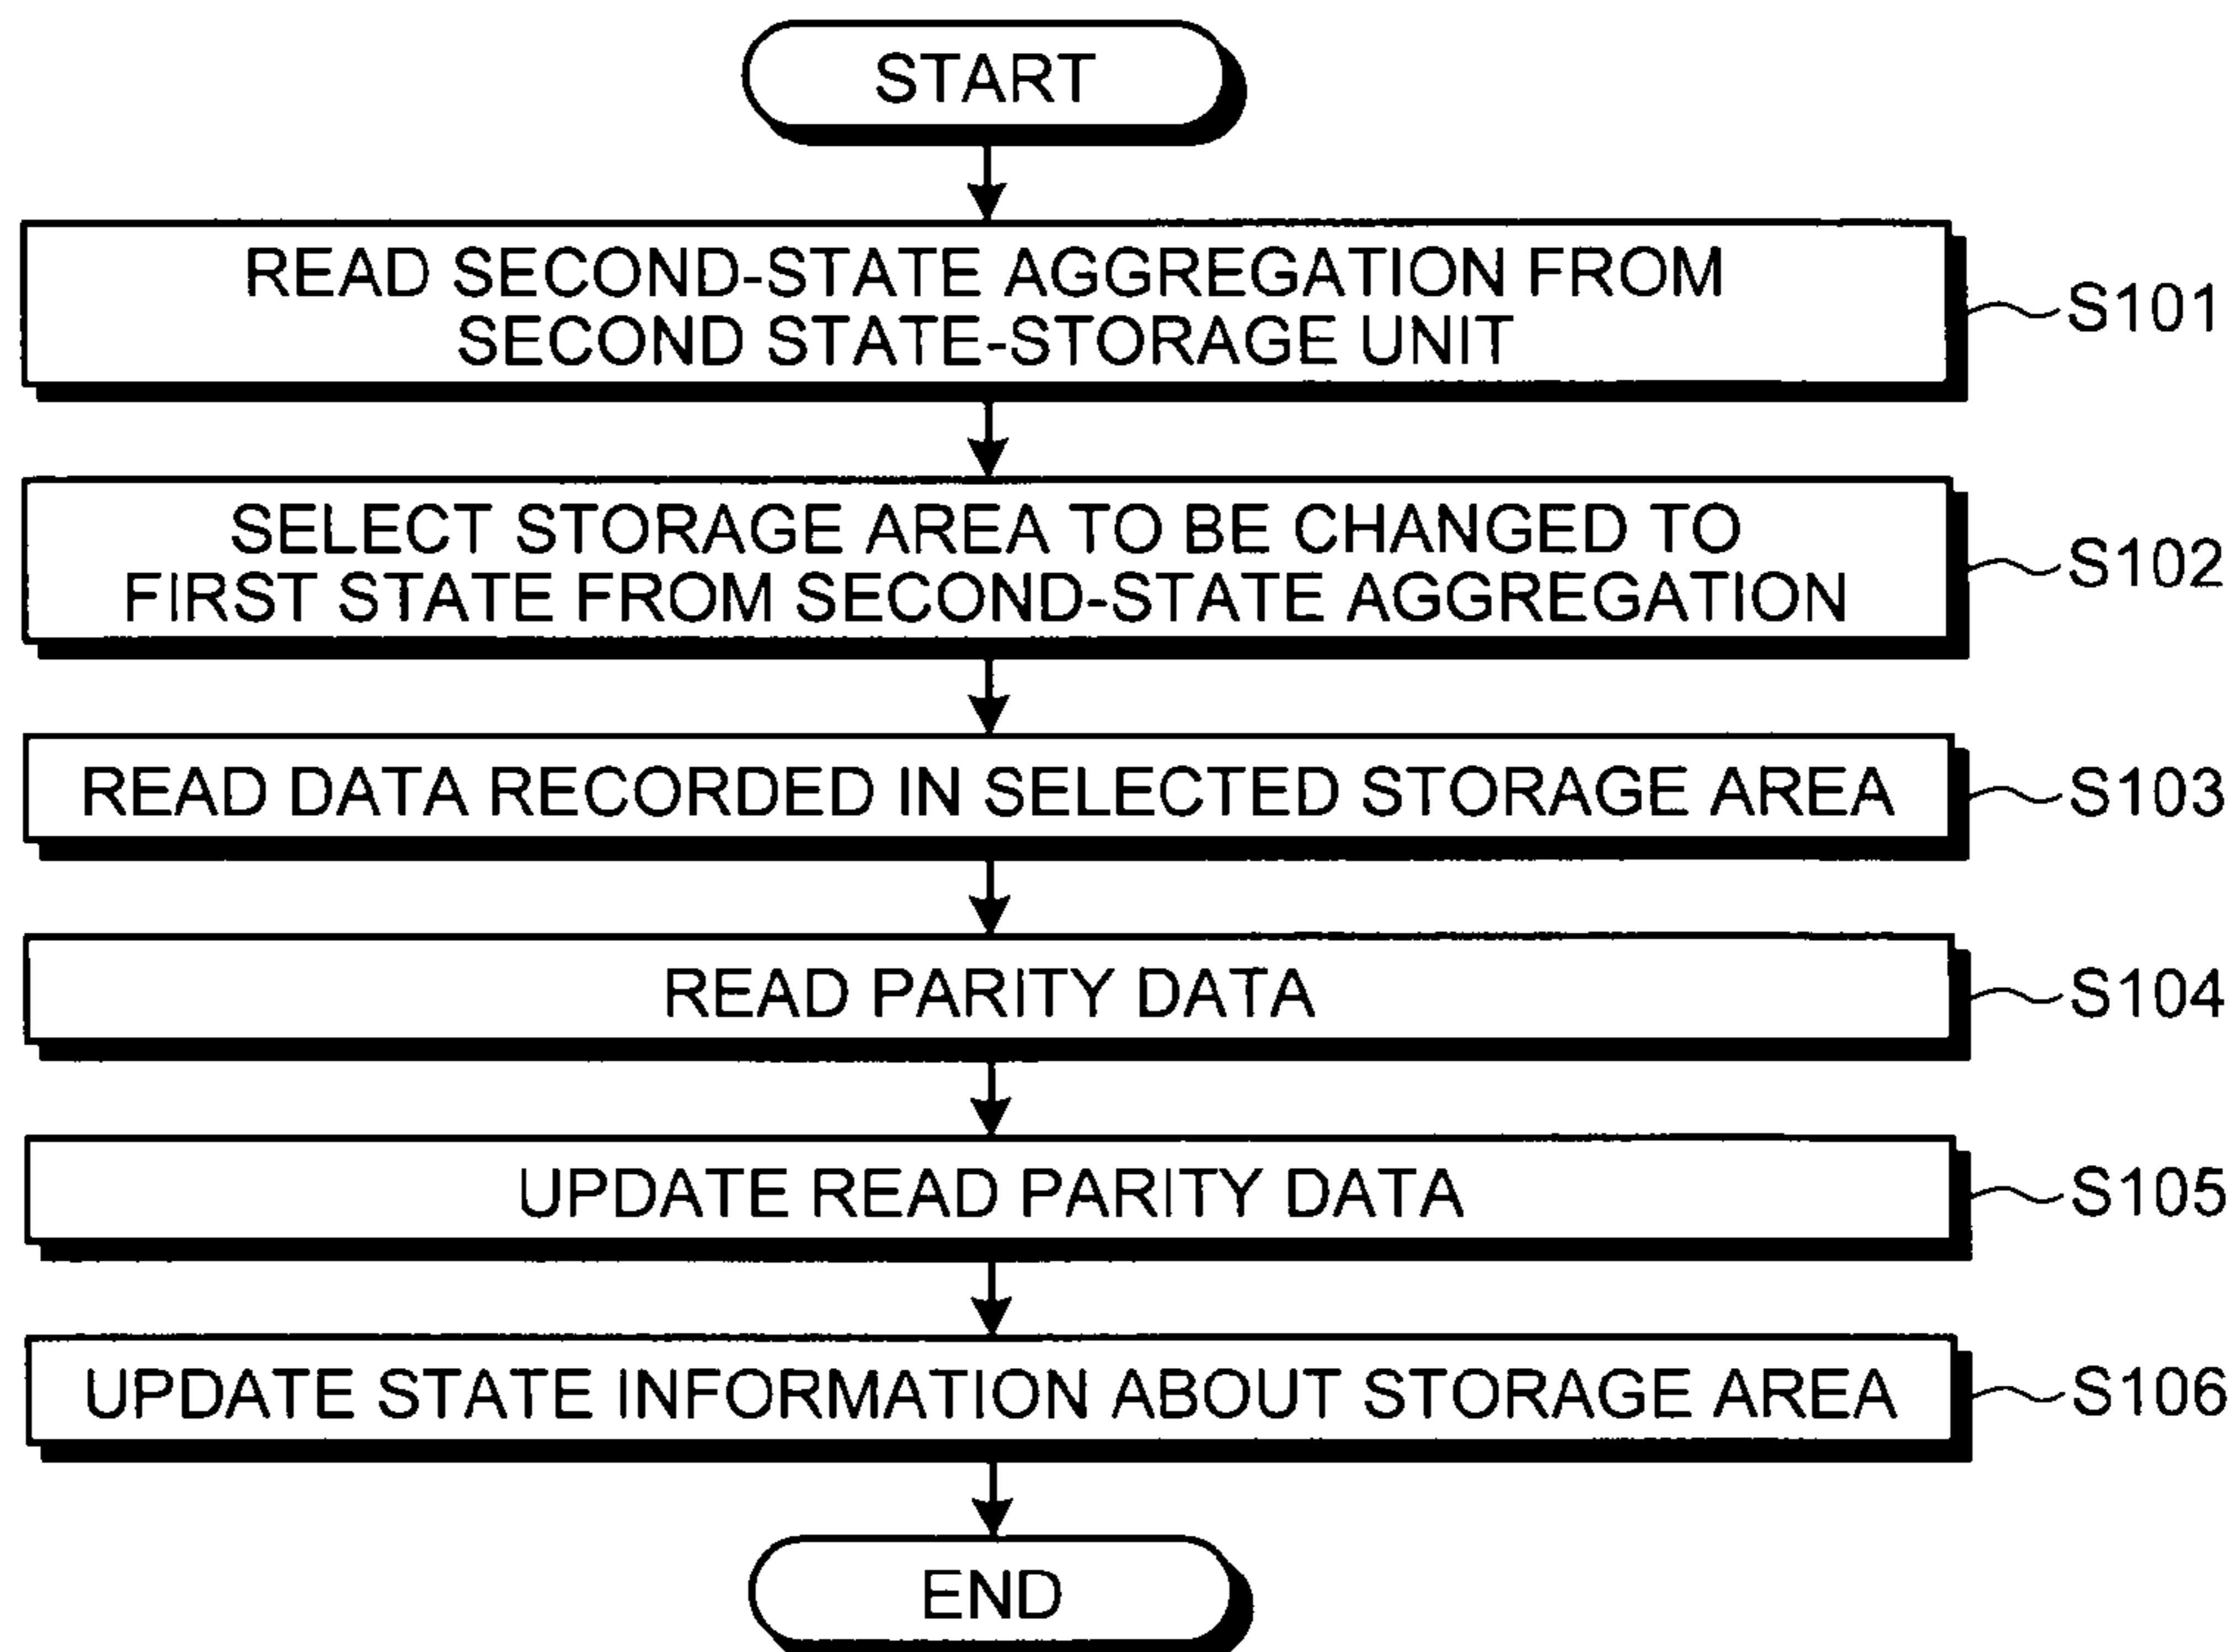 START
READ SECOND-STATE AGGREGATION FROM
SECOND STATE-STORAGE UNIT
S101
SELECT STORAGE AREA TO BE CHANGED TO
FIRST STATE FROM SECOND-STATE AGGREGATION
S102
READ DATA RECORDED IN SELECTED STORAGE AREA
S103
READ PARITY DATA
S104
UPDATE READ PARITY DATA
S105
UPDATE STATE INFORMATION ABOUT STORAGE AREA
S106
END